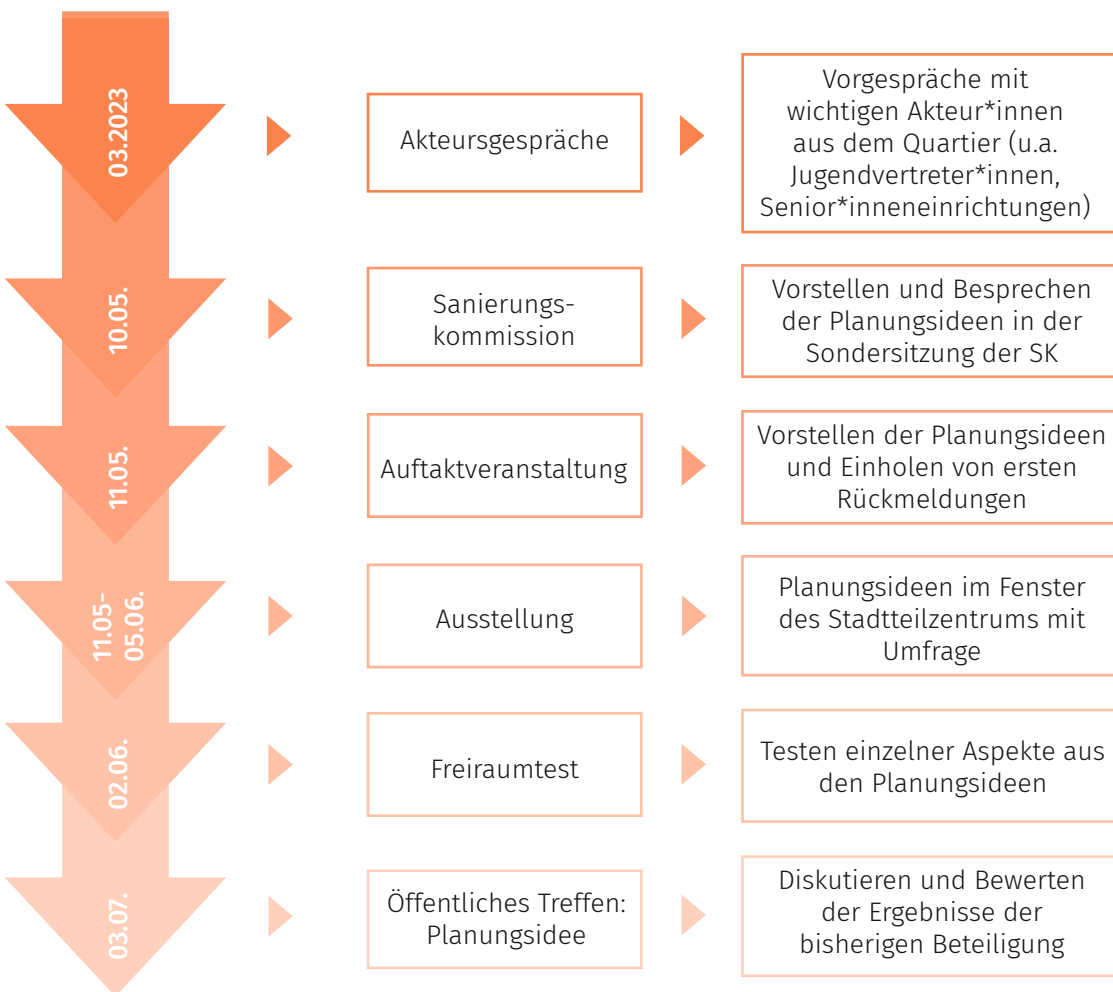 03.2023
Akteursgespräche
Vorgespräche mit
wichtigen Akteur*innen
aus dem Quartier (u.a.
Jugendvertreter*innen,
Senior*inneneinrichtungen)
10.05.
Sanierungs-
kommission
Vorstellen und Besprechen
der Planungsideen in der
Sondersitzung der SK
11.05.
Auftaktveranstaltung
Vorstellen der Planungsideen
und Einholen von ersten
Rückmeldungen
11.05-
05.06.
Ausstellung
Planungsideen im Fenster
des Stadtteilzentrums mit
Umfrage
02.06.
Freiraumtest
Testen einzelner Aspekte aus
den Planungsideen
03.07.
Öffentliches Treffen:
Planungsidee
Diskutieren und Bewerten
der Ergebnisse der
bisherigen Beteiligung